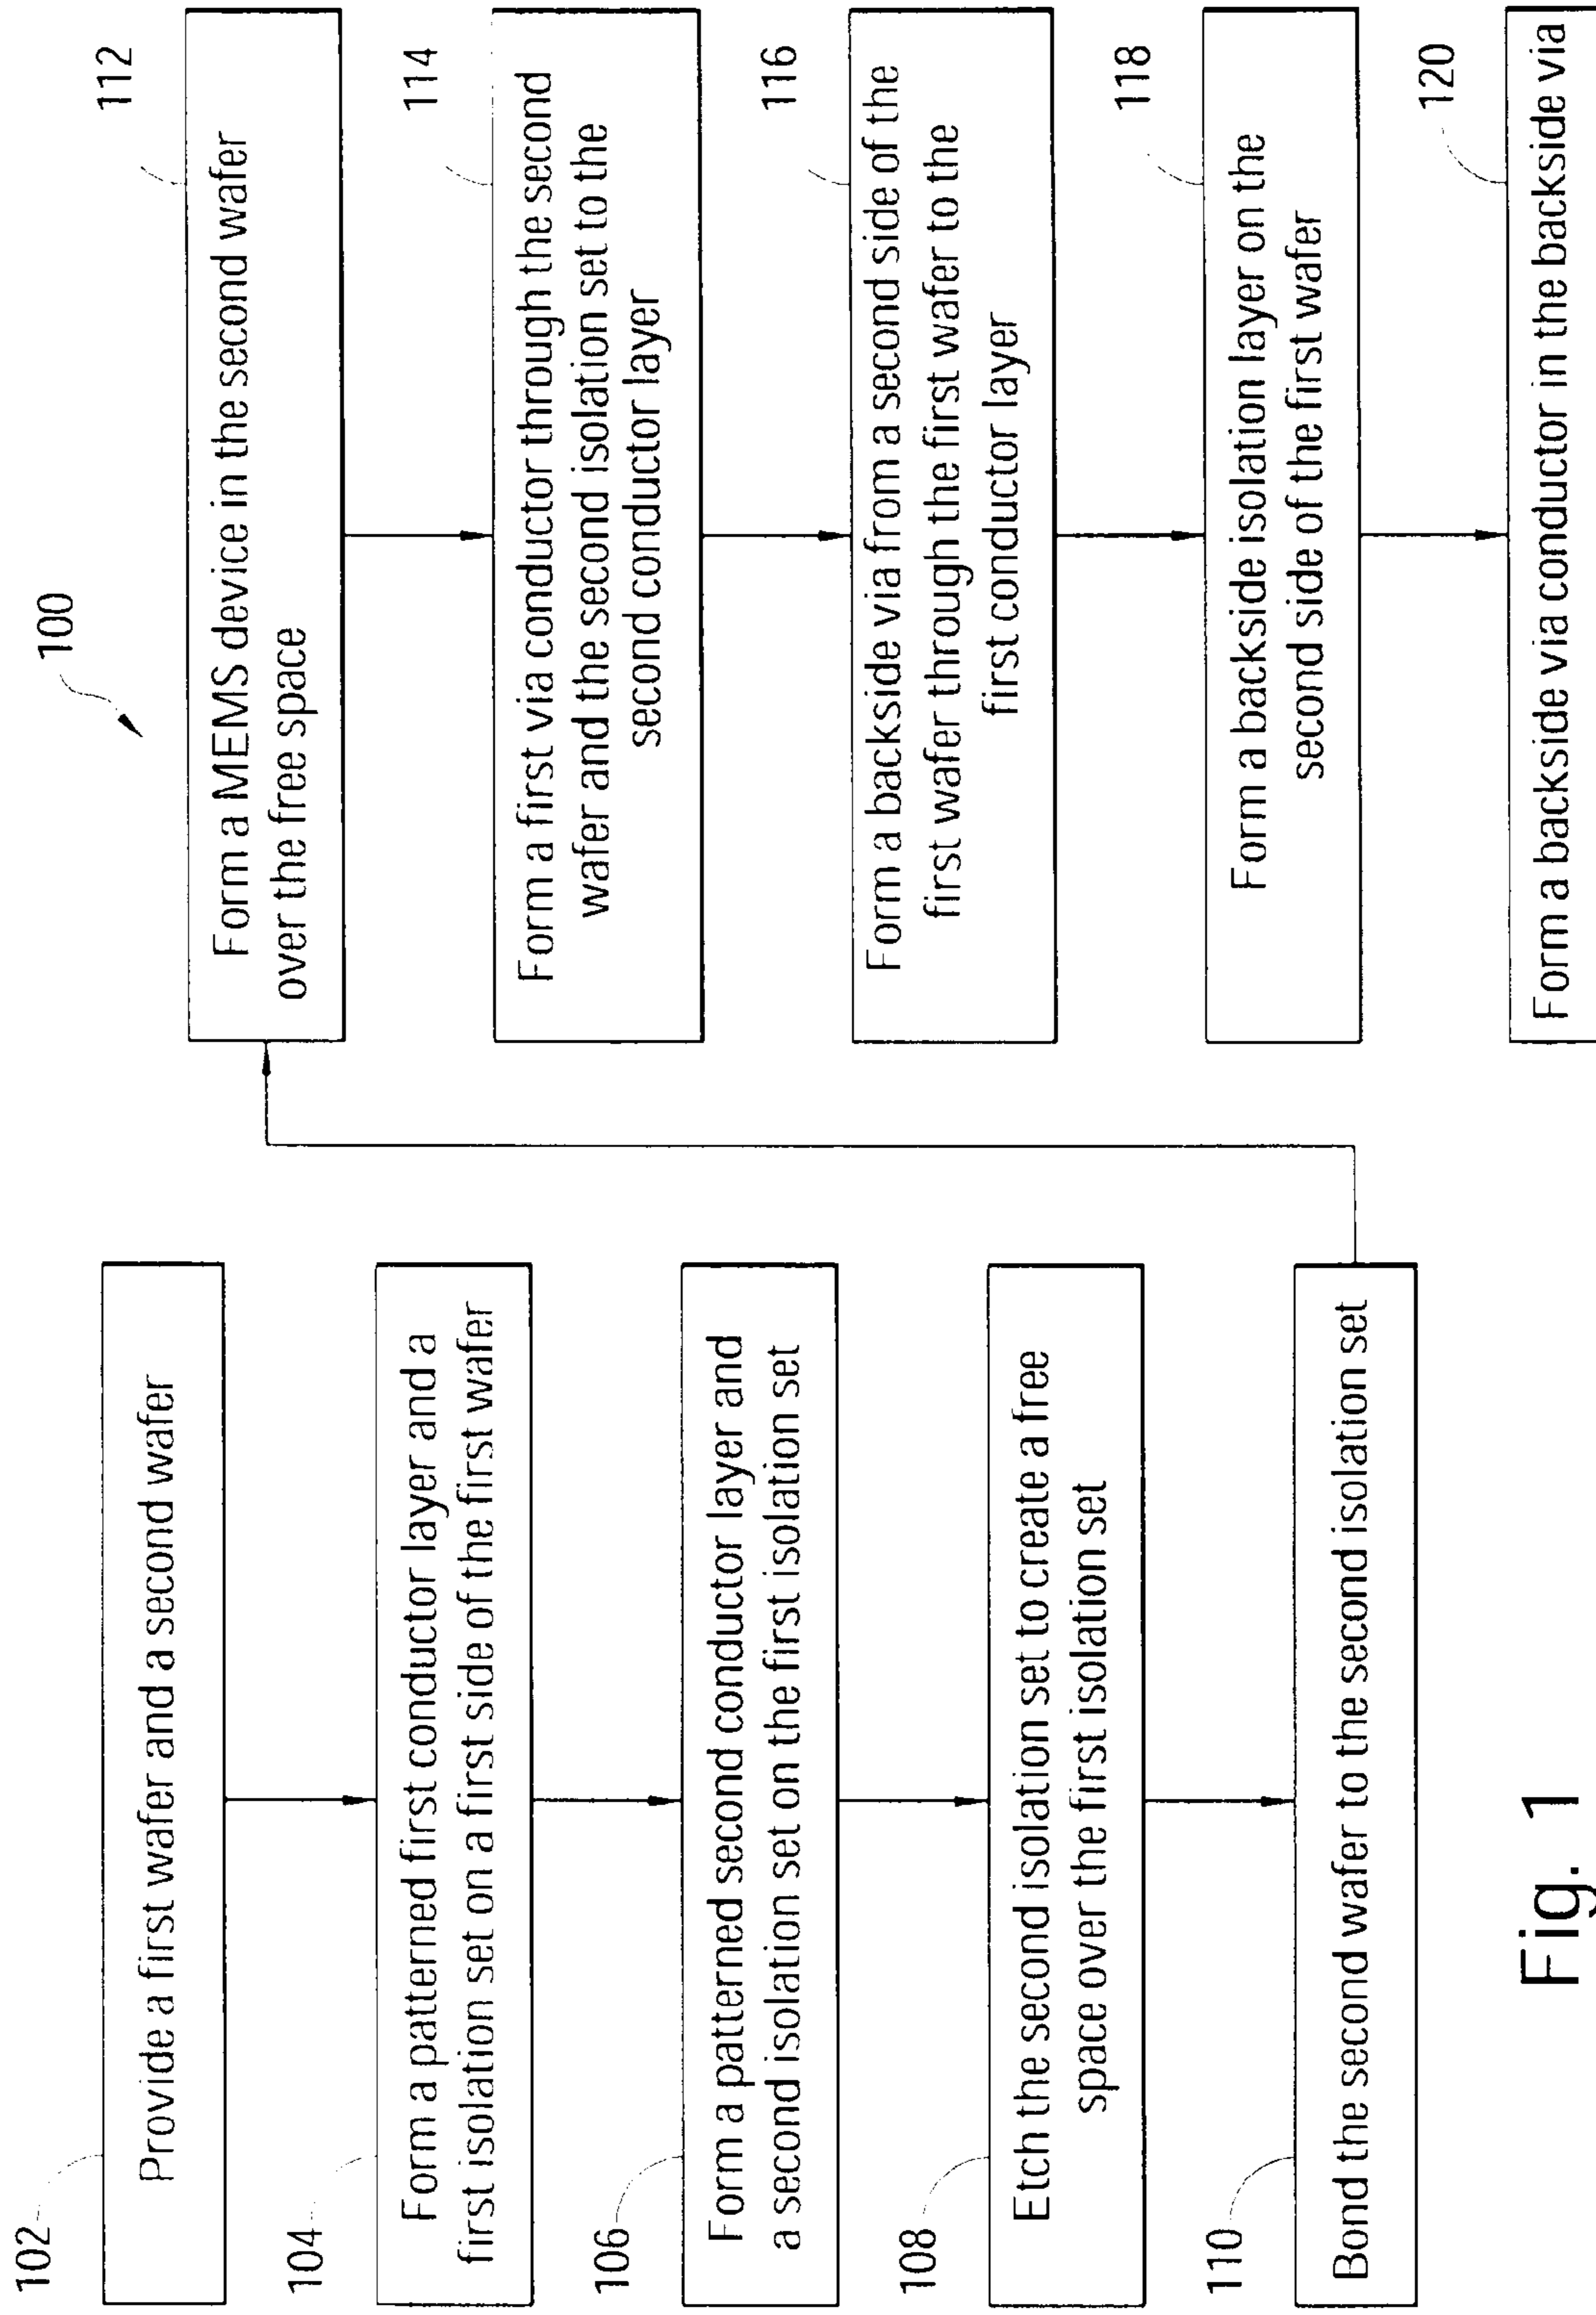 100
102
Provide a first wafer and a second wafer
104
Form a patterned first conductor layer and a
first isolation set on a first side of the first wafer
106
Form a patterned second conductor layer and
a second isolation set on the first isolation set
108
Etch the second isolation set to create a free
space over the first isolation set
110
Bond the second wafer to the second isolation set
112
Form a MEMS device in the second wafer
over the free space
114
Form a first via conductor through the second
wafer and the second isolation set to the
second conductor layer
116
Form a backside via from a second side of the
first wafer through the first wafer to the
first conductor layer
118
Form a backside isolation layer on the
second side of the first wafer
120
Form a backside via conductor in the backside via
Fig. 1